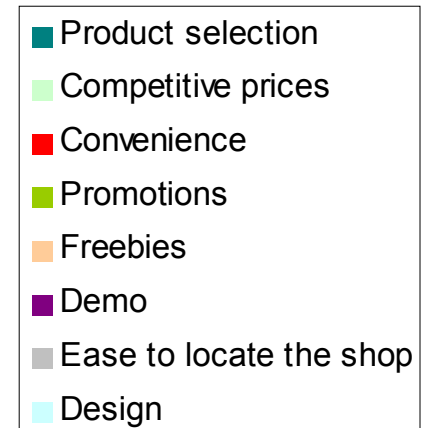 Product selection
Competitive prices
Convenience
Promotions
Freebies
Demo
Ease to locate the shop
Design